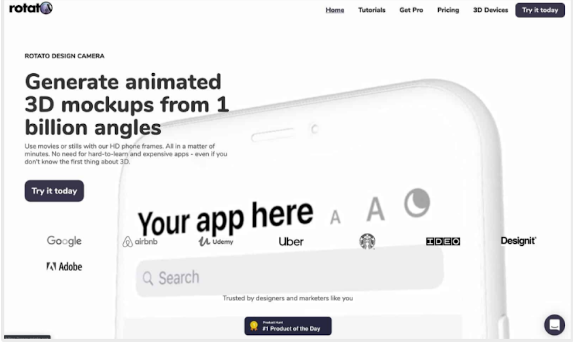 rotato
Home Tutorials Get Pro Pricing 3D Devices Try it today
ROTATO DESIGN CAMERA
Generate animated
3D mockups from 1
billion angles
Use movies or stills with our HD phone frames. All in a matter of
minutes. No need for hard-to-learn and expensive apps - even if you
don't know the first thing about 3D.
Try it today
Your app here A A
Google airbnb Udemy Uber IDEO Designit
Adobe
Search
Trusted by designers and marketers like you
Product Hunt
#1 Product of the Day